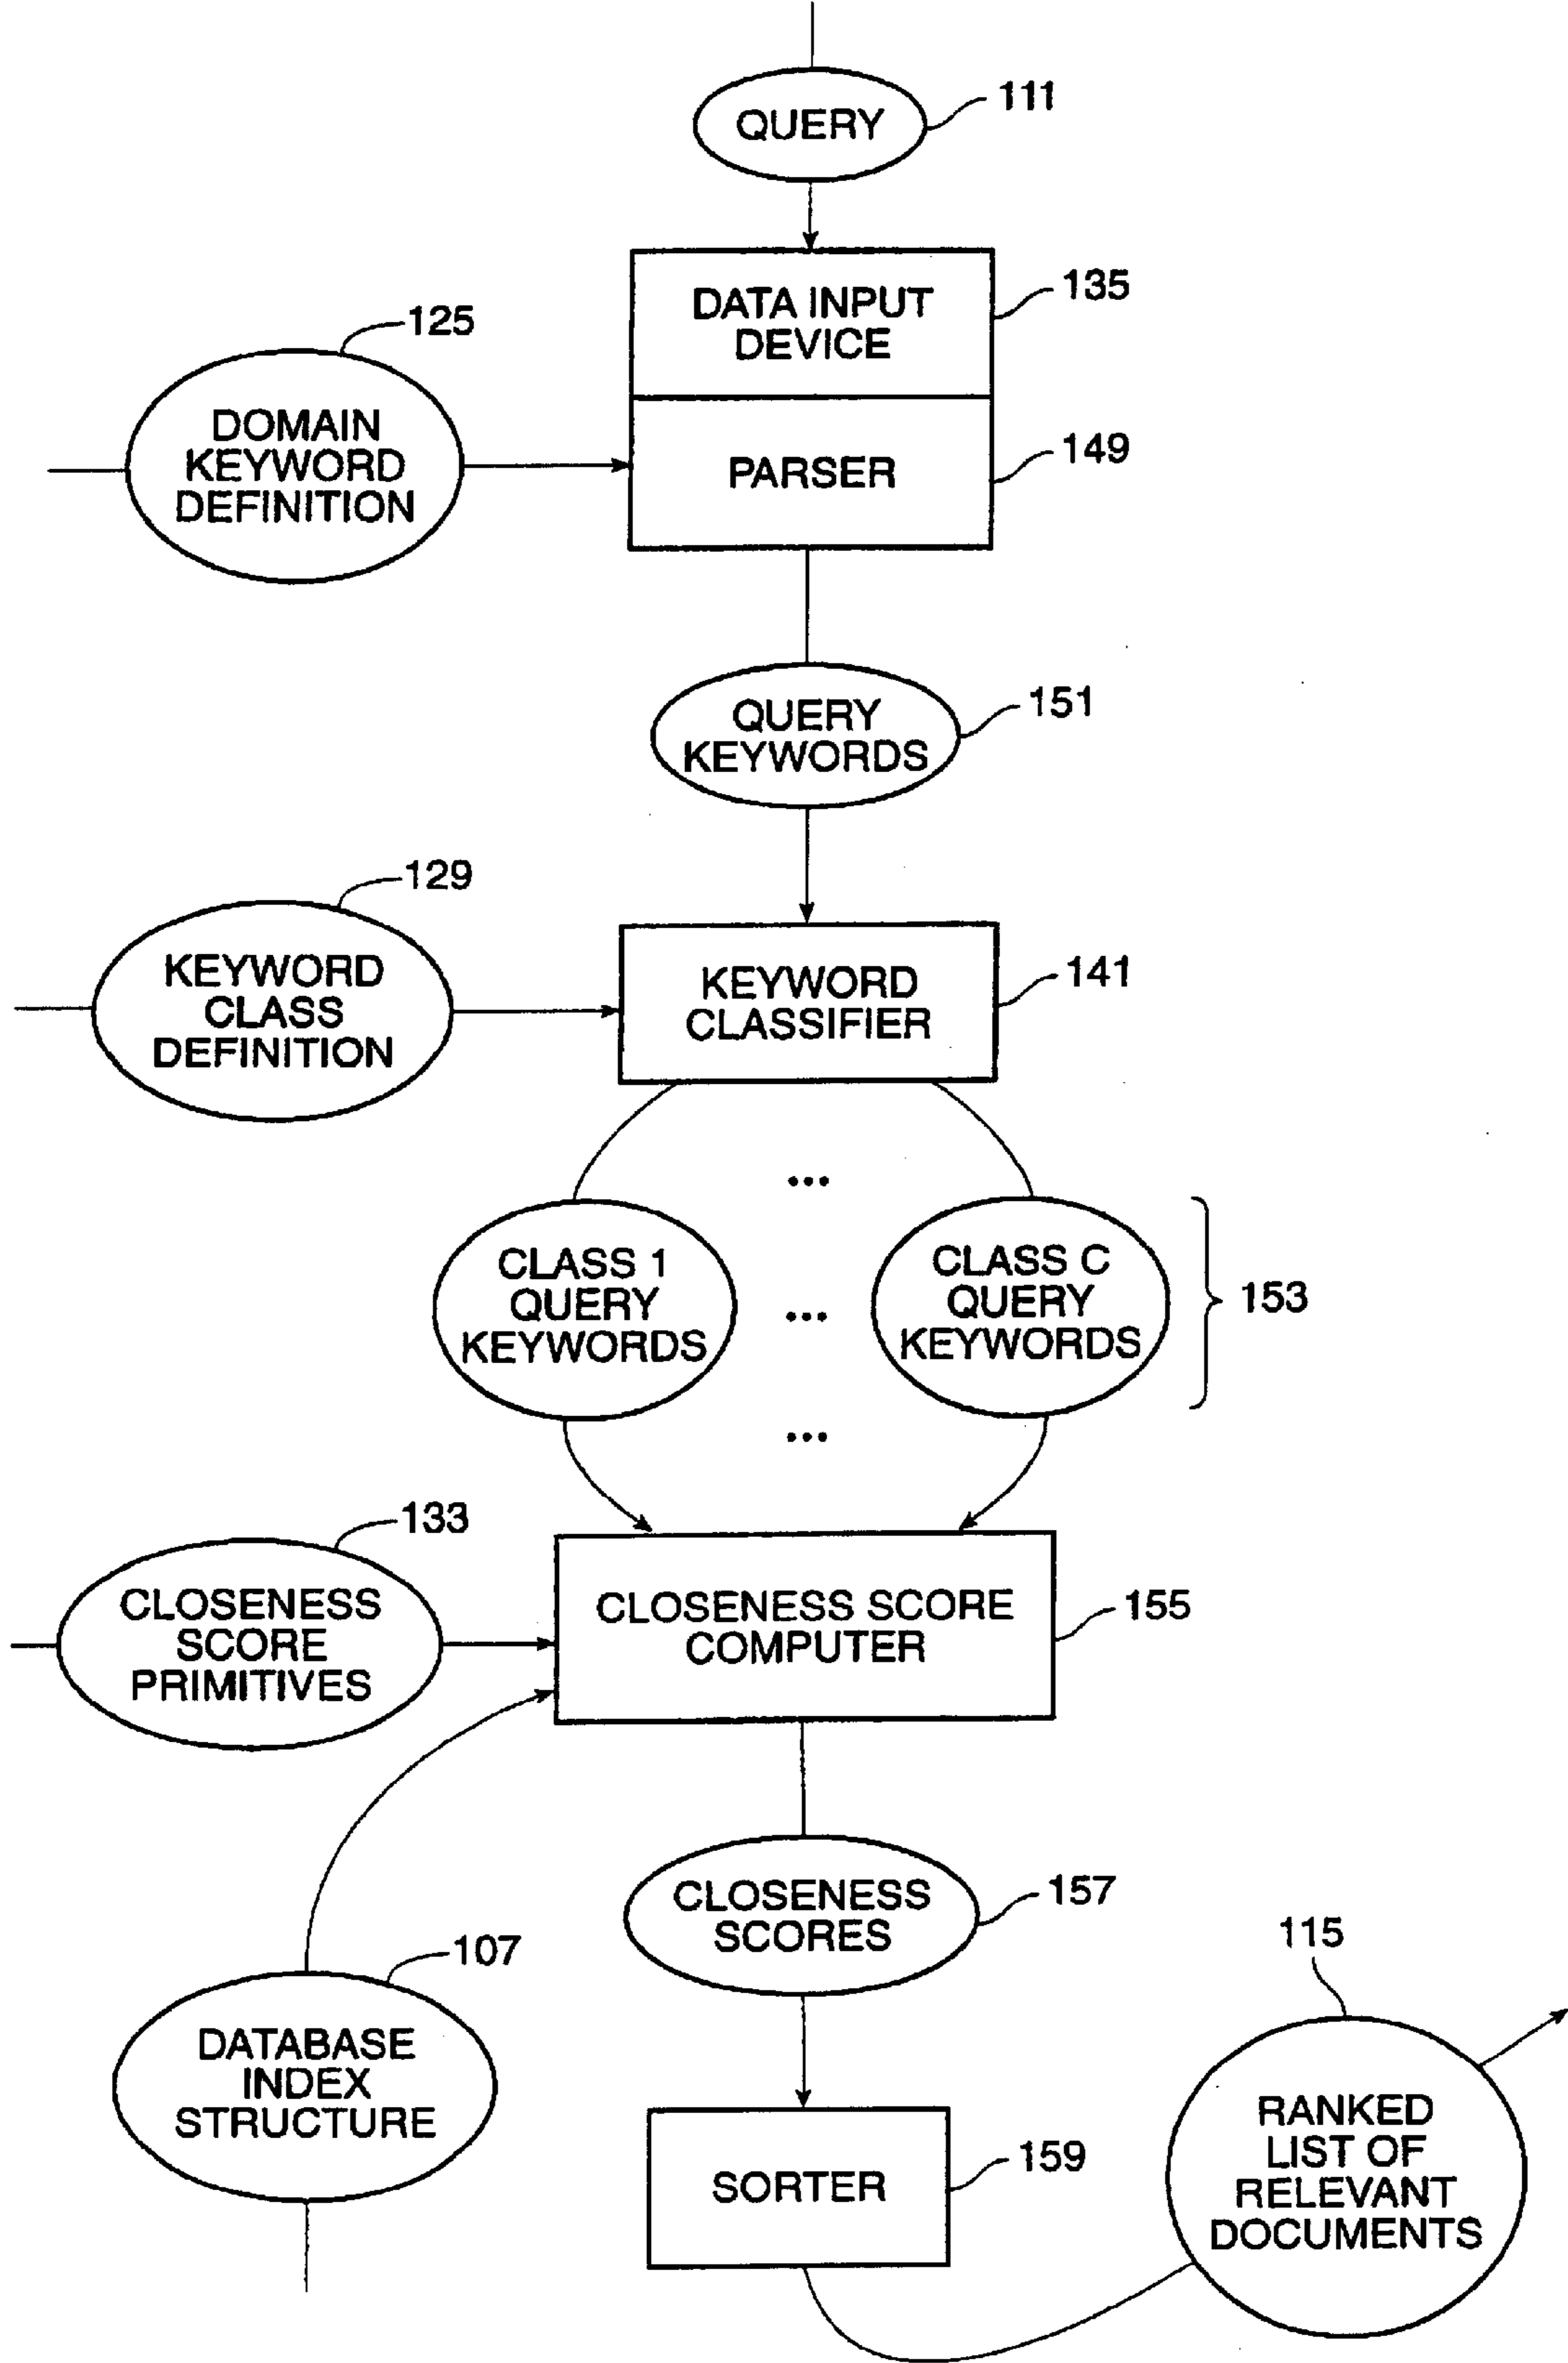 QUERY
111
DATA INPUT
DEVICE
135
125
DOMAIN
KEYWORD
DEFINITION
PARSER
149
QUERY
KEYWORDS
151
129
KEYWORD
CLASS
DEFINITION
KEYWORD
CLASSIFIER
141
...
CLASS 1
QUERY
KEYWORDS
...
CLASS C
QUERY
KEYWORDS
153
...
133
CLOSENESS
SCORE
PRIMITIVES
CLOSENESS SCORE
COMPUTER
155
CLOSENESS
SCORES
157
107
DATABASE
INDEX
STRUCTURE
115
SORTER
159
RANKED
LIST OF
RELEVANT
DOCUMENTS